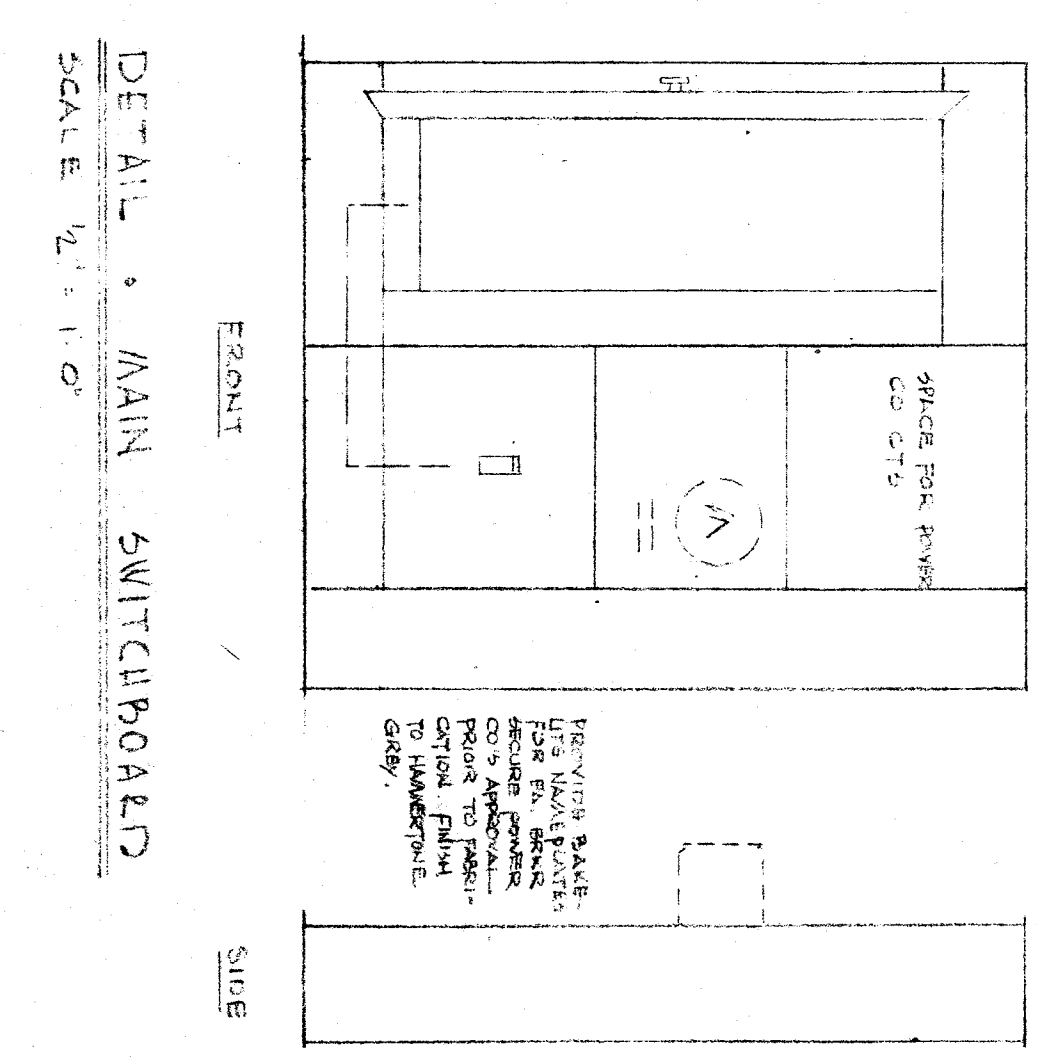 SPACE FOR POWER
CO CTS
M
PROVIDE BAKE-
LITE NAMEPLATES
FOR EA. BRKR
SECURE POWER
CO'S APPROVAL
PRIOR TO FABRI-
CATION. FINISH
TO HAMMERTONE
GREY.
FRONT
SIDE
DETAIL • MAIN SWITCHBOARD
SCALE 1/2" = 1'-0"